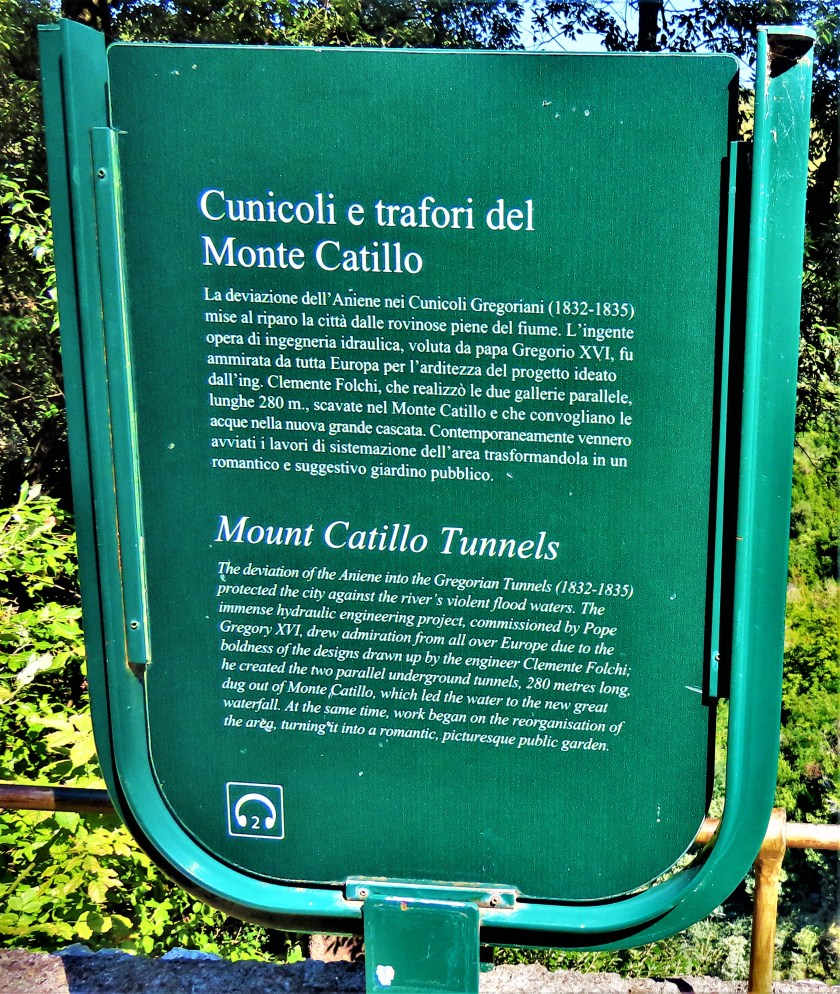 Cunicoli e trafori del
Monte Catillo
La deviazione dell'Aniene nei Cunicoli Gregoriani (1832-1835)
mise al riparo la città dalle rovinose piene del fiume. L'ingente
opera di ingegneria idraulica, voluta da papa Gregorio XVI, fu
ammirata da tutta Europa per l'arditezza del progetto ideato
dall'ing. Clemente Folchi, che realizzò le due gallerie parallele,
lunghe 280 m., scavate nel Monte Catillo e che convogliano le
acque nella nuova grande cascata. Contemporaneamente vennero
avviati i lavori di sistemazione dell'area trasformandola in un
romantico e suggestivo giardino pubblico.
Mount Catillo Tunnels
The deviation of the Aniene into the Gregorian Tunnels (1832-1835)
protected the city against the river's violent flood waters. The
immense hydraulic engineering project, commissioned by Pope
Gregory XVI, drew admiration from all over Europe due to the
boldness of the designs drawn up by the engineer Clemente Folchi;
he created the two parallel underground tunnels, 280 metres long,
dug out of Monte Catillo, which led the water to the new great
waterfall. At the same time, work began on the reorganisation of
the area, turning it into a romantic, picturesque public garden.
2